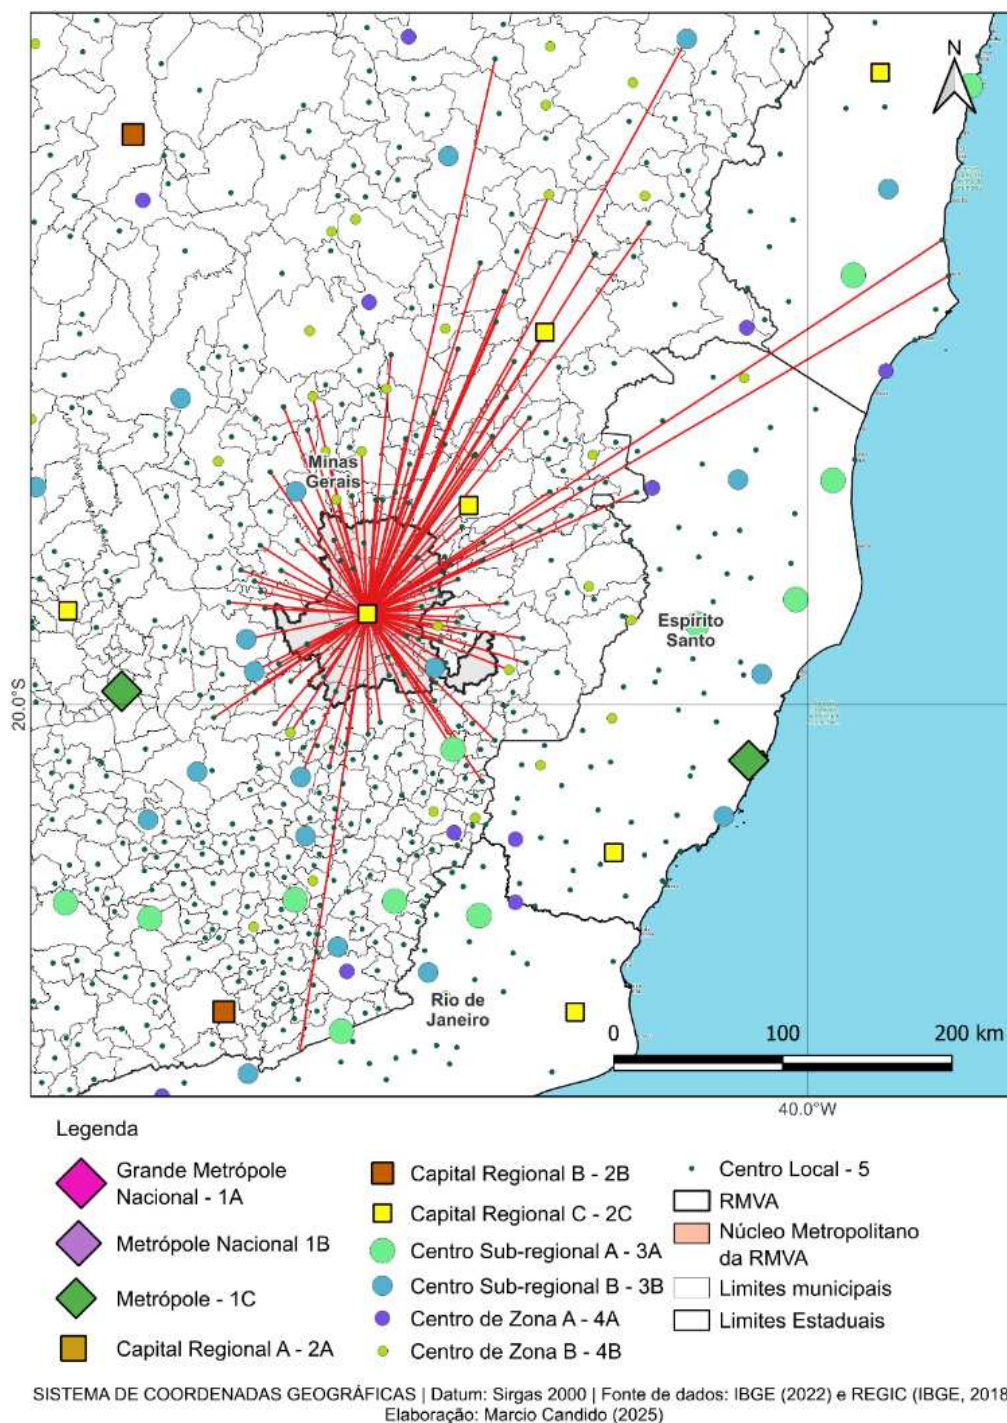 N
Minas
Gerais
Espírito
Santo
20.0°S
Rio de
Janeiro
0 100 200 km
40.0°W
Legenda
Grande Metrópole
Nacional - 1A
Metrópole Nacional 1B
Metrópole - 1C
Capital Regional A - 2A
Capital Regional B - 2B
Capital Regional C - 2C
Centro Sub-regional A - 3A
Centro Sub-regional B - 3B
Centro de Zona A - 4A
Centro de Zona B - 4B
Centro Local - 5
RMVA
Núcleo Metropolitano
da RMVA
Limites municipais
Limites Estaduais
SISTEMA DE COORDENADAS GEOGRÁFICAS | Datum: Sirgas 2000 | Fonte de dados: IBGE (2022) e REGIC (IBGE, 2018
Elaboração: Marcio Candido (2025)